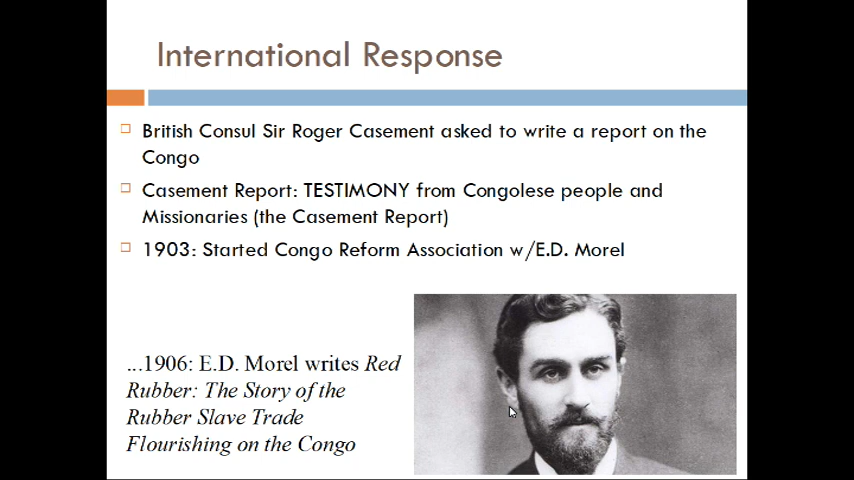 International Response
British Consul Sir Roger Casement asked to write a report on the
Congo
Casement Report: TESTIMONY from Congolese people and
Missionaries (the Casement Report)
1903: Started Congo Reform Association w/E.D. Morel
...1906: E.D. Morel writes Red
Rubber: The Story of the
Rubber Slave Trade
Flourishing on the Congo